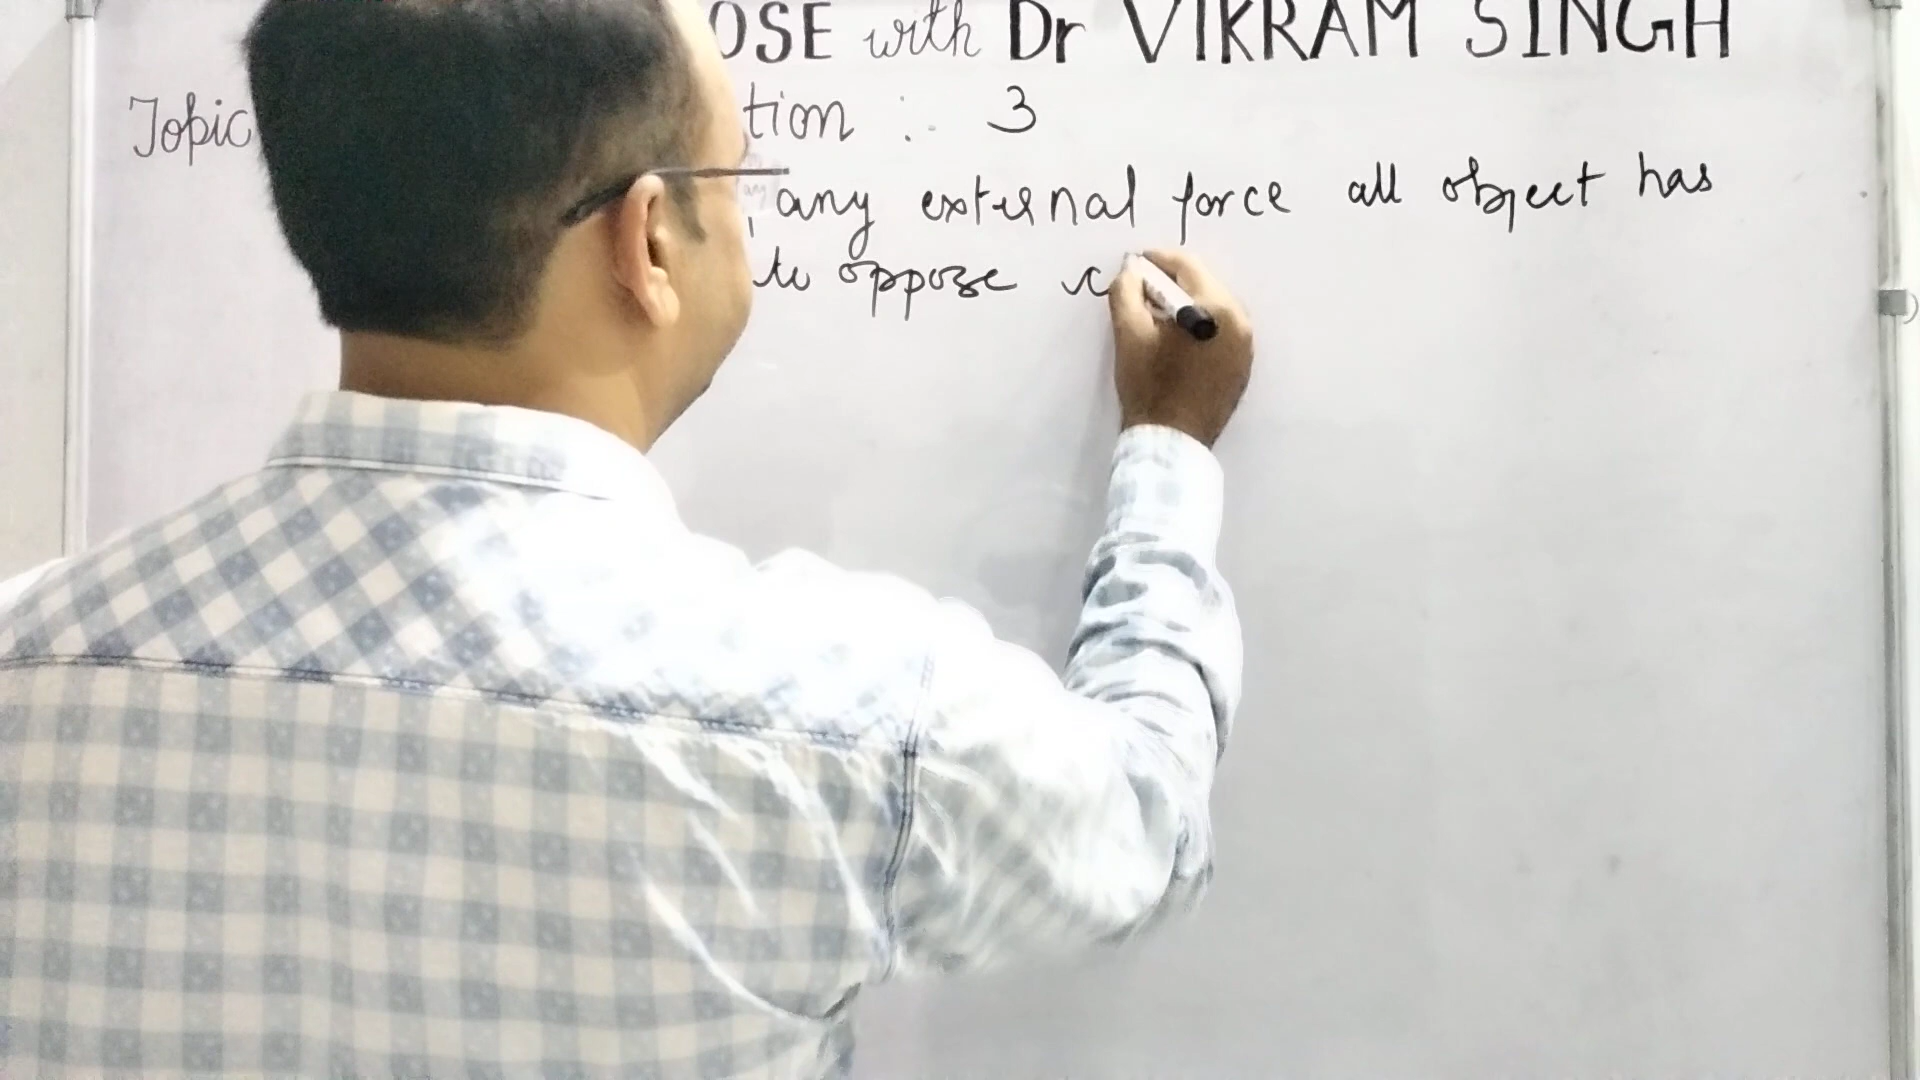 OSE with Dr VIKRAM SINGH
Topic tion : 3
any external force all object has
to oppose